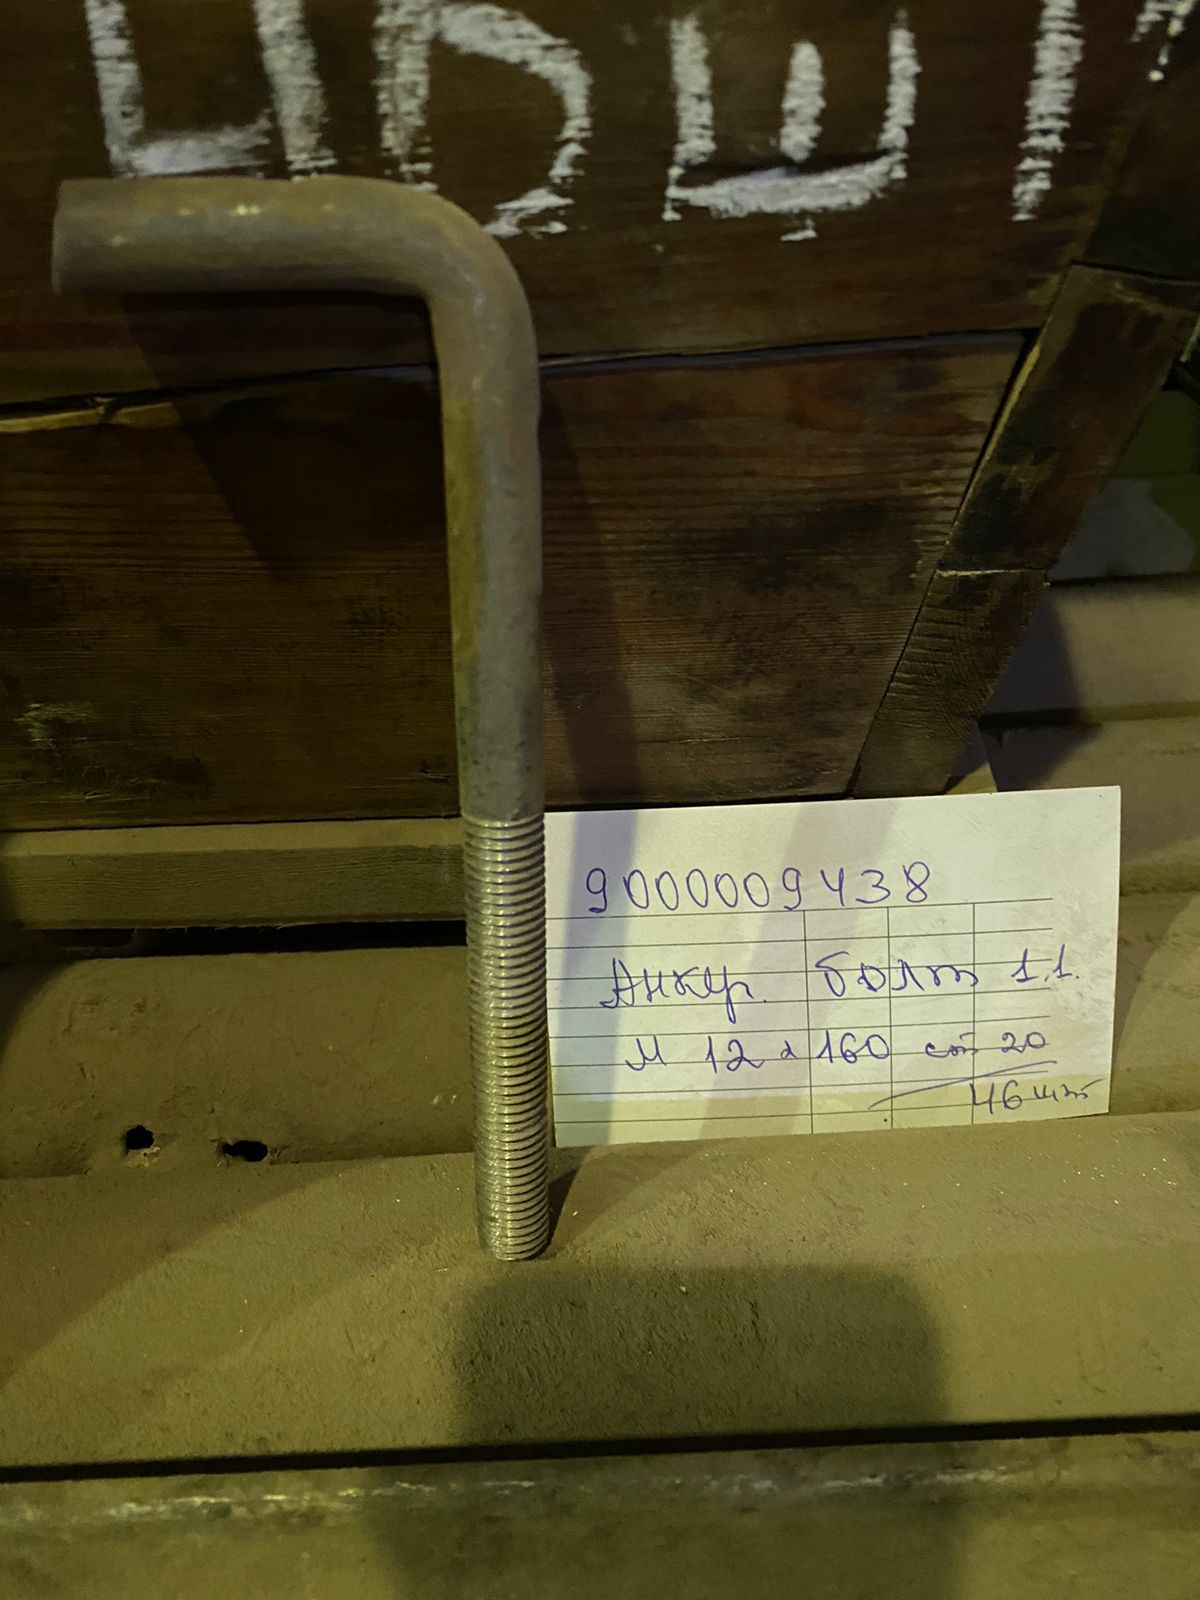 9000009438
Анкер. болт 1.1.
М 12 х 160 ст 20
46 шт